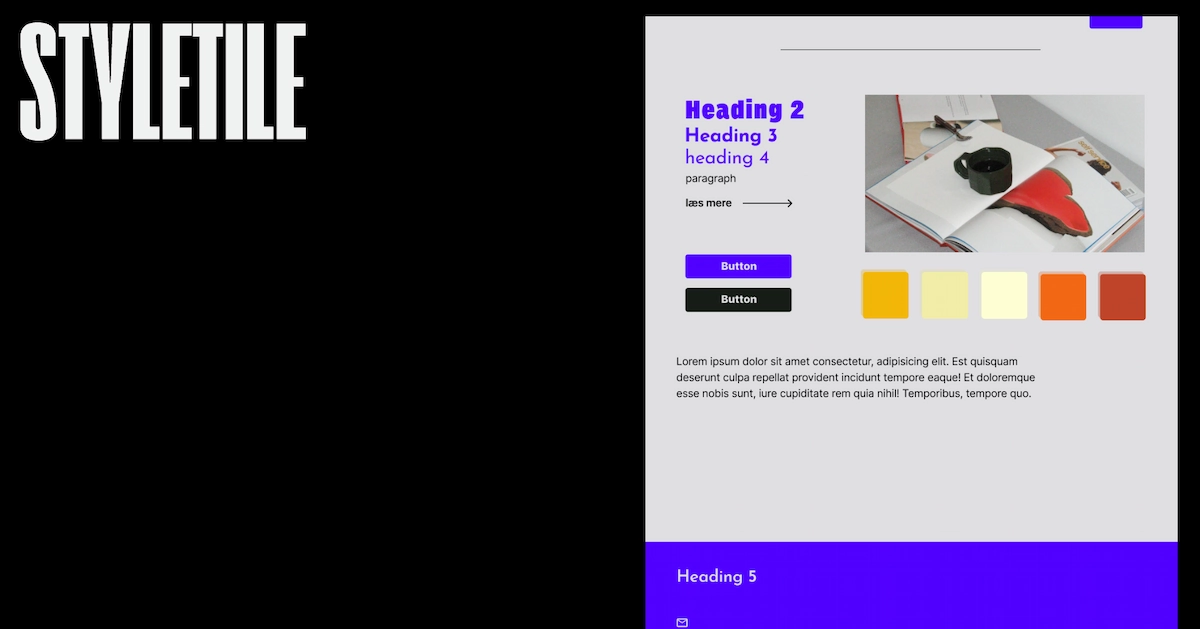 STYLETILE
Heading 2
Heading 3
heading 4
paragraph
læs mere
Button
Button
Lorem ipsum dolor sit amet consectetur, adipisicing elit. Est quisquam
deserunt culpa repellat provident incidunt tempore eaque! Et doloremque
esse nobis sunt, iure cupiditate rem quia nihil! Temporibus, tempore quo.
Heading 5